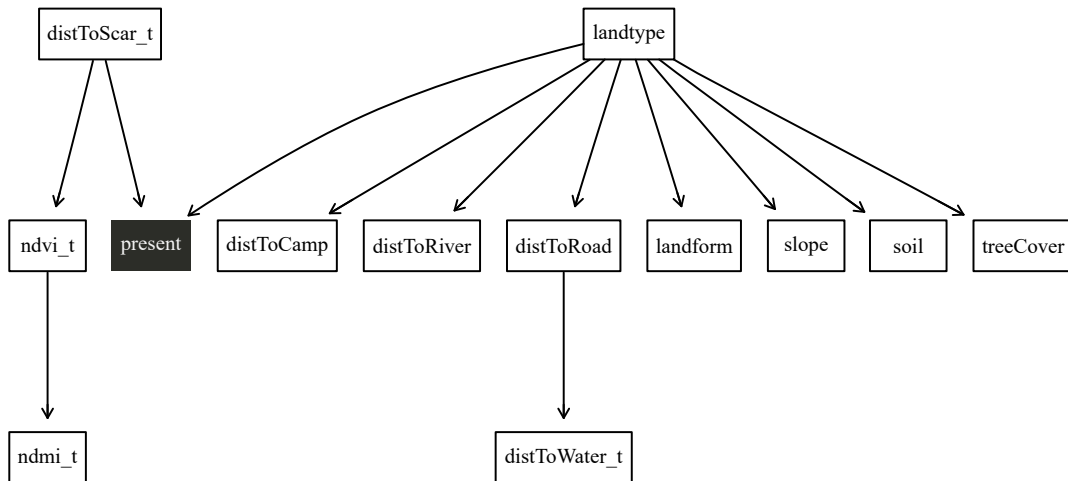 distToScar_t
landtype
ndvi_t
present
distToCamp
distToRiver
distToRoad
landform
slope
soil
treeCover
ndmi_t
distToWater_t